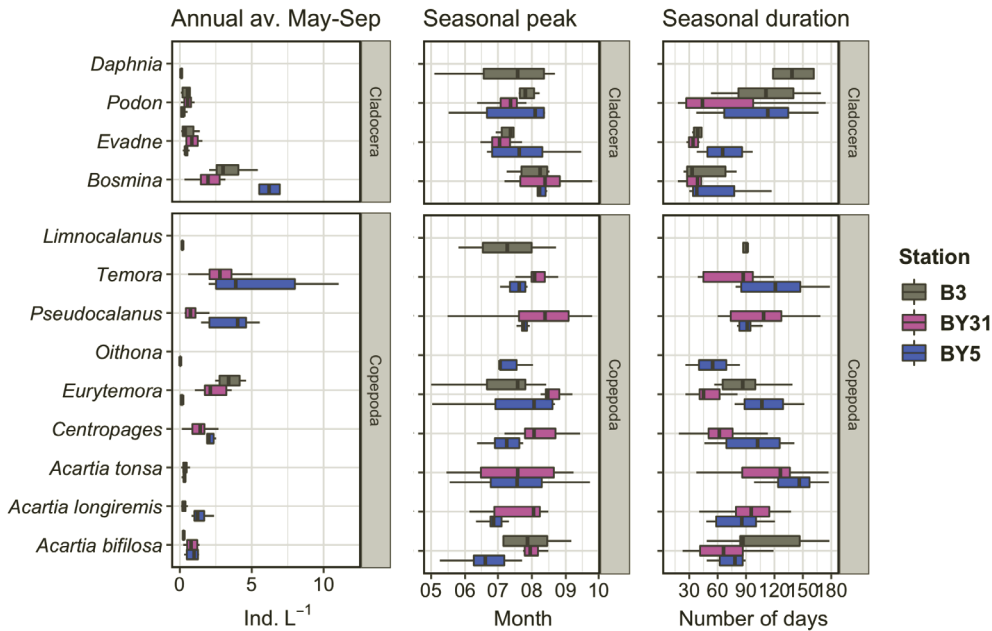 Annual av. May-Sep
Seasonal peak
Seasonal duration
Daphnia
Podon
Evadne
Bosmina
Cladocera
Cladocera
Cladocera
Limnocalanus
Temora
Pseudocalanus
Oithona
Eurytemora
Centropages
Acartia tonsa
Acartia longiremis
Acartia bifilosa
Copepoda
Copepoda
Copepoda
Station
B3
BY31
BY5
0 5 10
05 06 07 08 09 10
30 60 90 120 150 180
Ind. L⁻¹
Month
Number of days